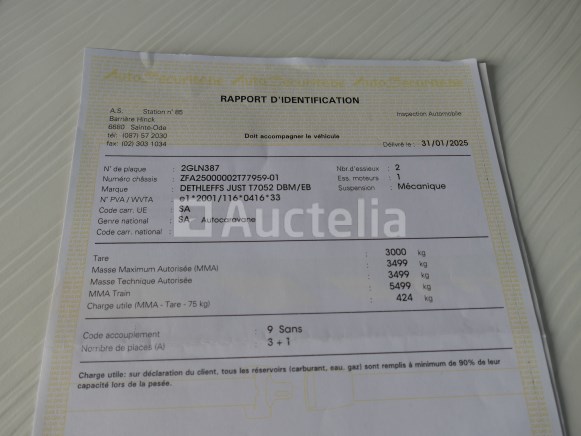 AutoSécurité AutoSécurité AutoSécurité
RAPPORT D'IDENTIFICATION
A.S. Station n° 85
Inspection Automobile
Barrière Hinck
6680 Sainte-Ode
tél: (087) 57 2030
Doit accompagner le véhicule
fax: (02) 303 1034
Délivré le : 31/01/2025
N° de plaque : 2GLN387
Nbr d'essieux : 2
Numéro châssis : ZFA25000002T77959-01
Ess. moteurs : 1
Marque : DETHLEFFS JUST T7052 DBM/EB
Suspension : Mécanique
N° PVA / WVTA : e1*2001/116*0416*33
Code carr. UE : SA
Genre national : SA- Autocaravane
Code carr. national :
Auctelia
Tare : 3000 kg
Masse Maximum Autorisée (MMA) : 3499 kg
Masse Technique Autorisée : 3499 kg
MMA Train : 5499 kg
Charge utile (MMA - Tare - 75 kg) : 424 kg
Code accouplement : 9 Sans
Nombre de places (A) : 3 + 1
Charge utile: sur déclaration du client, tous les réservoirs (carburant, eau, gaz) sont remplis à minimum de 90% de leur
capacité lors de la pesée.